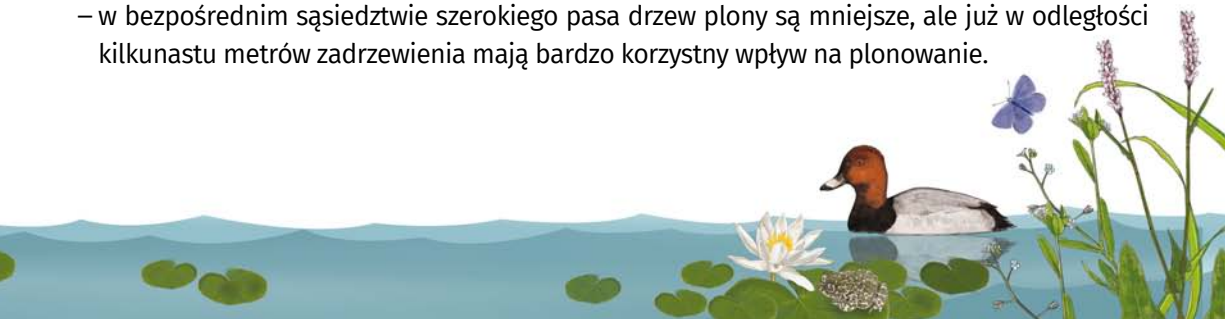 – w bezpośrednim sąsiedztwie szerokiego pasa drzew plony są mniejsze, ale już w odległości
kilkunastu metrów zadrzewienia mają bardzo korzystny wpływ na plonowanie.